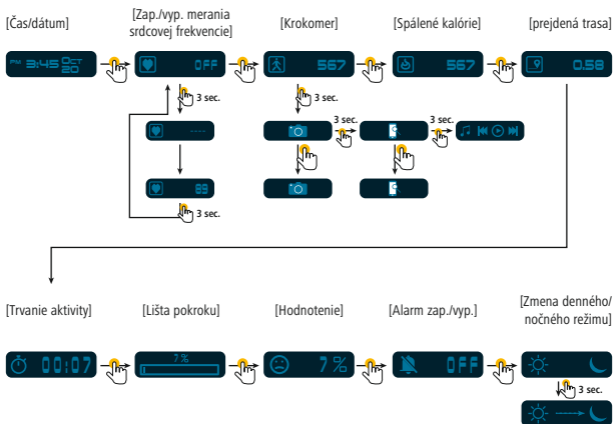 [Čas/dátum]
[Zap./vyp. merania
srdcovej frekvencie]
[Krokomer]
[Spálené kalórie]
[prejdená trasa]
PM 3:45 OCT
20
OFF
567
567
0.58
3 sec.
3 sec.
3 sec.
3 sec.
----
89
3 sec.
[Trvanie aktivity]
[Lišta pokroku]
[Hodnotenie]
[Alarm zap./vyp.]
[Zmena denného/
nočného režimu]
00:07
7%
7%
OFF
3 sec.